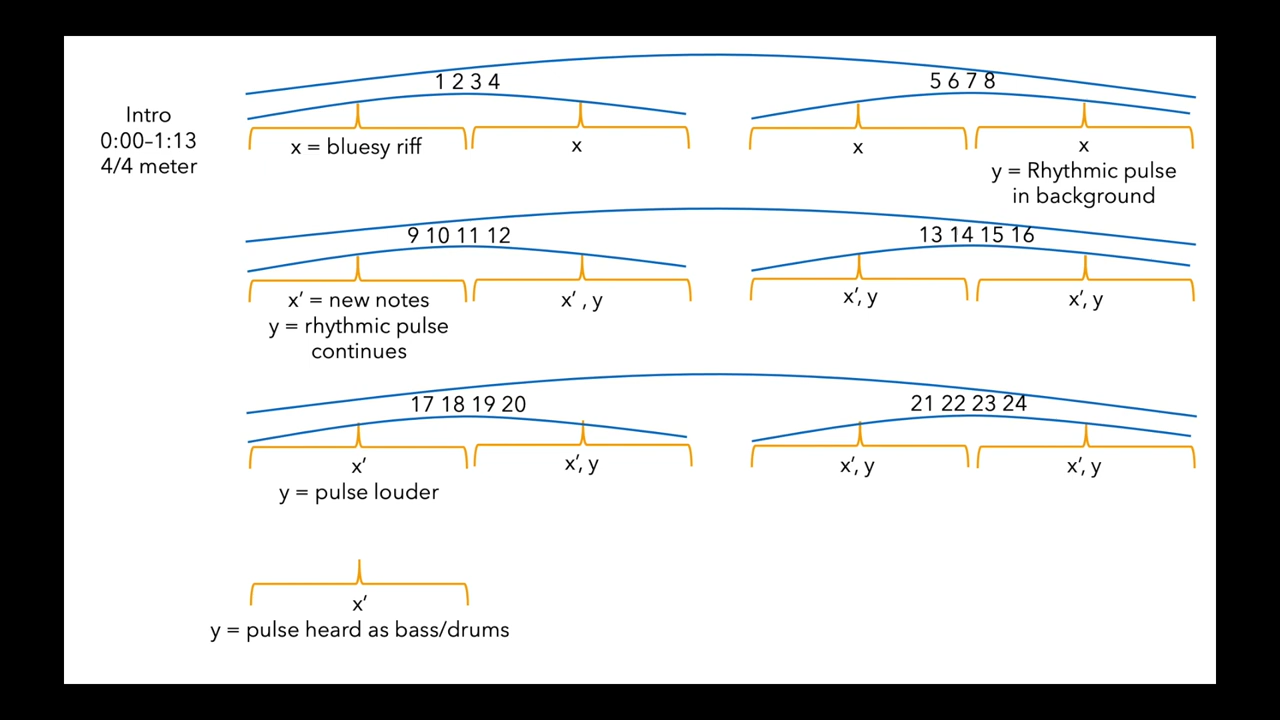 Intro
0:00–1:13
4/4 meter
1 2 3 4
5 6 7 8
x = bluesy riff
x
x
x
y = Rhythmic pulse
in background
9 10 11 12
13 14 15 16
x’ = new notes
y = rhythmic pulse
continues
x’ , y
x’, y
x’, y
17 18 19 20
21 22 23 24
x’
y = pulse louder
x’, y
x’, y
x’, y
x’
y = pulse heard as bass/drums